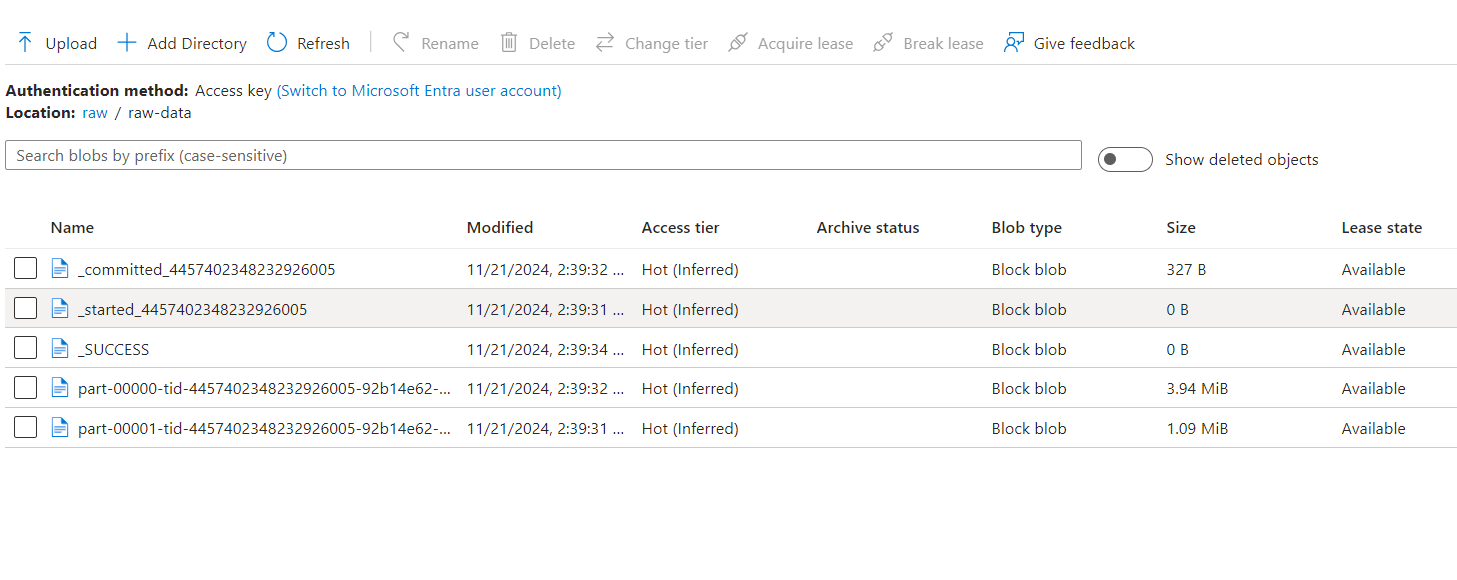 Upload Add Directory Refresh Rename Delete Change tier Acquire lease Break lease Give feedback
Authentication method: Access key (Switch to Microsoft Entra user account)
Location: raw / raw-data
Search blobs by prefix (case-sensitive) Show deleted objects
Name Modified Access tier Archive status Blob type Size Lease state
_committed_4457402348232926005 11/21/2024, 2:39:32 ... Hot (Inferred) Block blob 327 B Available
_started_4457402348232926005 11/21/2024, 2:39:31 ... Hot (Inferred) Block blob 0 B Available
_SUCCESS 11/21/2024, 2:39:34 ... Hot (Inferred) Block blob 0 B Available
part-00000-tid-4457402348232926005-92b14e62-... 11/21/2024, 2:39:32 ... Hot (Inferred) Block blob 3.94 MiB Available
part-00001-tid-4457402348232926005-92b14e62-... 11/21/2024, 2:39:31 ... Hot (Inferred) Block blob 1.09 MiB Available